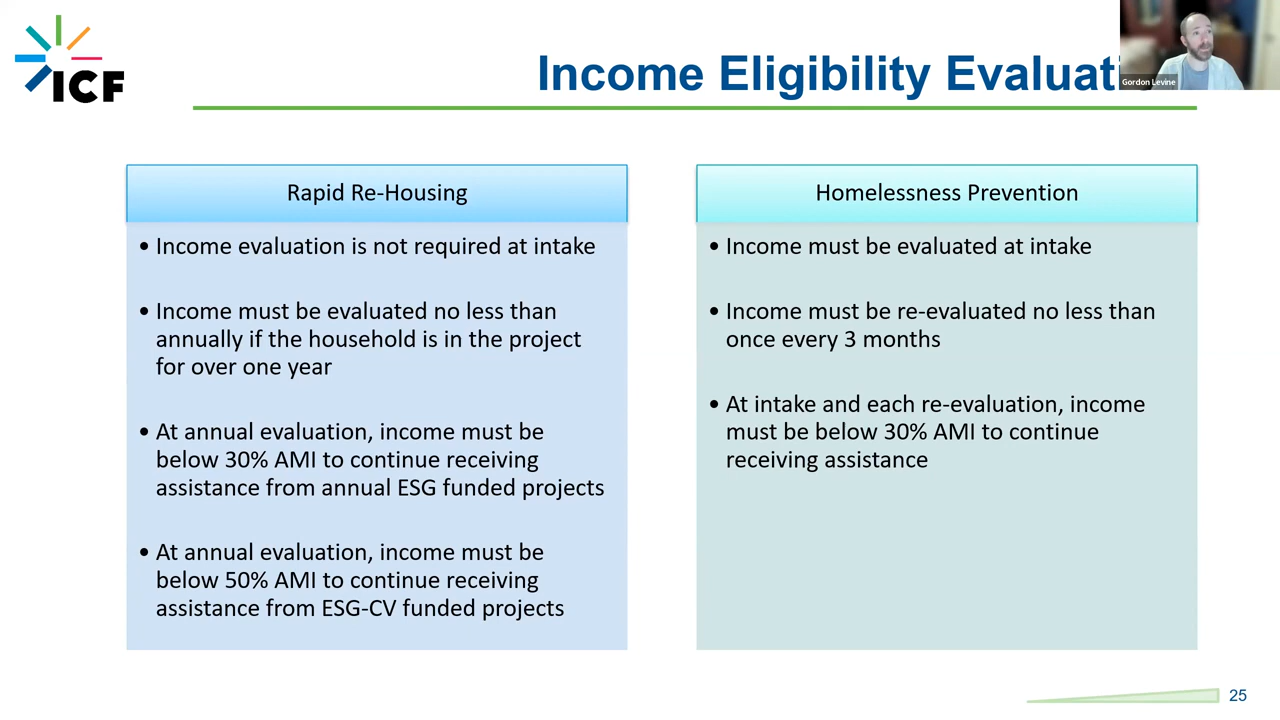 ICF
Income Eligibility Evaluati
Gordon Levine
Rapid Re-Housing
• Income evaluation is not required at intake
• Income must be evaluated no less than
annually if the household is in the project
for over one year
• At annual evaluation, income must be
below 30% AMI to continue receiving
assistance from annual ESG funded projects
• At annual evaluation, income must be
below 50% AMI to continue receiving
assistance from ESG-CV funded projects
Homelessness Prevention
• Income must be evaluated at intake
• Income must be re-evaluated no less than
once every 3 months
• At intake and each re-evaluation, income
must be below 30% AMI to continue
receiving assistance
25